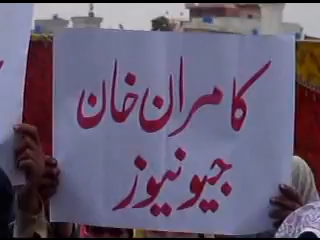 کامران خان
جیو نیوز